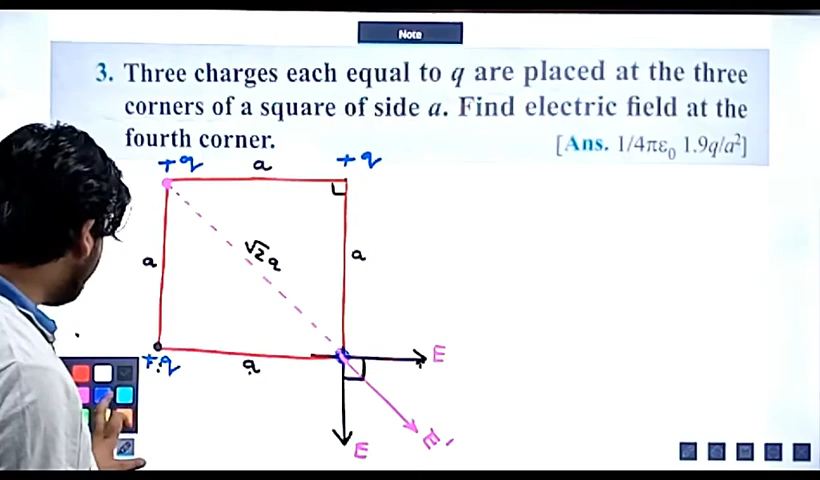 Note
3. Three charges each equal to q are placed at the three
corners of a square of side a. Find electric field at the
fourth corner. [Ans. 1/4πε₀ 1.9q/a²]
+q a +q
a √2a a
+q a E
E E'